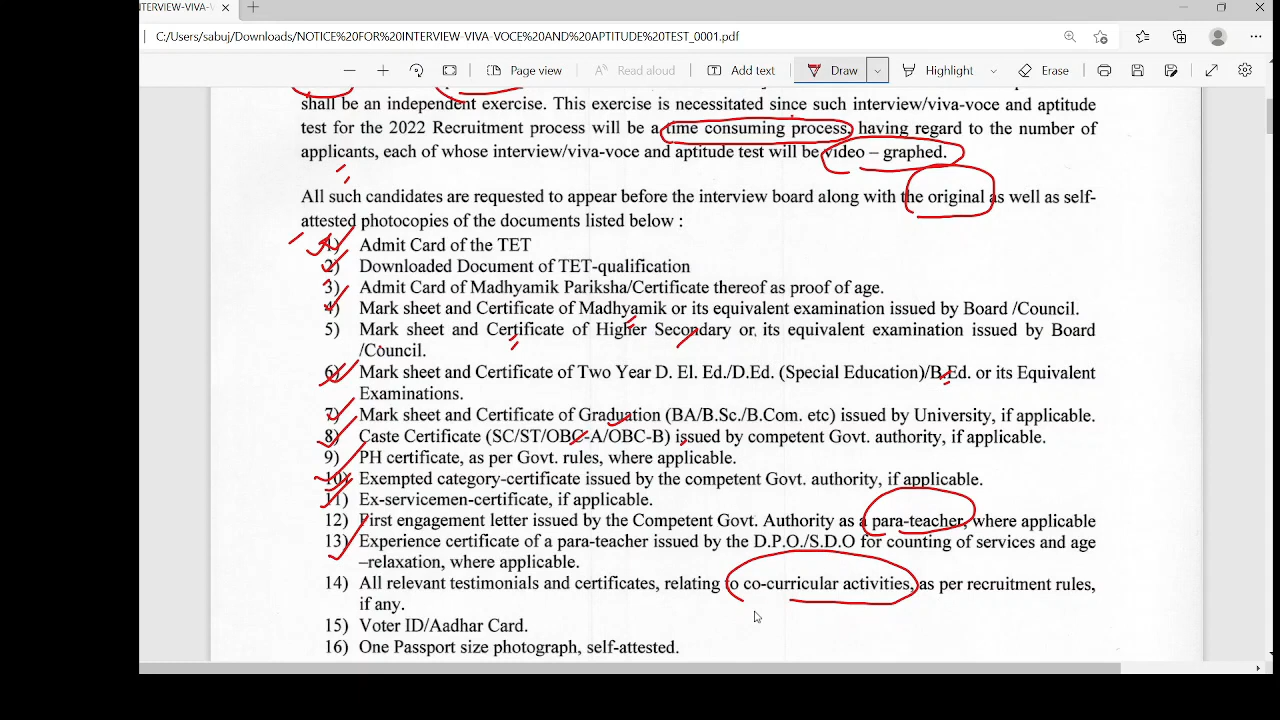 NTERVIEW-VIVA-V
C:/Users/sabuj/Downloads/NOTICE%20FOR%20INTERVIEW-VIVA-VOCE%20AND%20APTITUDE%20TEST_0001.pdf
Page view Read aloud Add text Draw Highlight Erase
shall be an independent exercise. This exercise is necessitated since such interview/viva-voce and aptitude
test for the 2022 Recruitment process will be a time consuming process, having regard to the number of
applicants, each of whose interview/viva-voce and aptitude test will be video – graphed.
All such candidates are requested to appear before the interview board along with the original as well as self-
attested photocopies of the documents listed below :
1) Admit Card of the TET
2) Downloaded Document of TET-qualification
3) Admit Card of Madhyamik Pariksha/Certificate thereof as proof of age.
4) Mark sheet and Certificate of Madhyamik or its equivalent examination issued by Board /Council.
5) Mark sheet and Certificate of Higher Secondary or its equivalent examination issued by Board
/Council.
6) Mark sheet and Certificate of Two Year D. El. Ed./D.Ed. (Special Education)/B.Ed. or its Equivalent
Examinations.
7) Mark sheet and Certificate of Graduation (BA/B.Sc./B.Com. etc) issued by University, if applicable.
8) Caste Certificate (SC/ST/OBC-A/OBC-B) issued by competent Govt. authority, if applicable.
9) PH certificate, as per Govt. rules, where applicable.
10) Exempted category-certificate issued by the competent Govt. authority, if applicable.
11) Ex-servicemen-certificate, if applicable.
12) First engagement letter issued by the Competent Govt. Authority as a para-teacher, where applicable
13) Experience certificate of a para-teacher issued by the D.P.O./S.D.O for counting of services and age
–relaxation, where applicable.
14) All relevant testimonials and certificates, relating to co-curricular activities, as per recruitment rules,
if any.
15) Voter ID/Aadhar Card.
16) One Passport size photograph, self-attested.